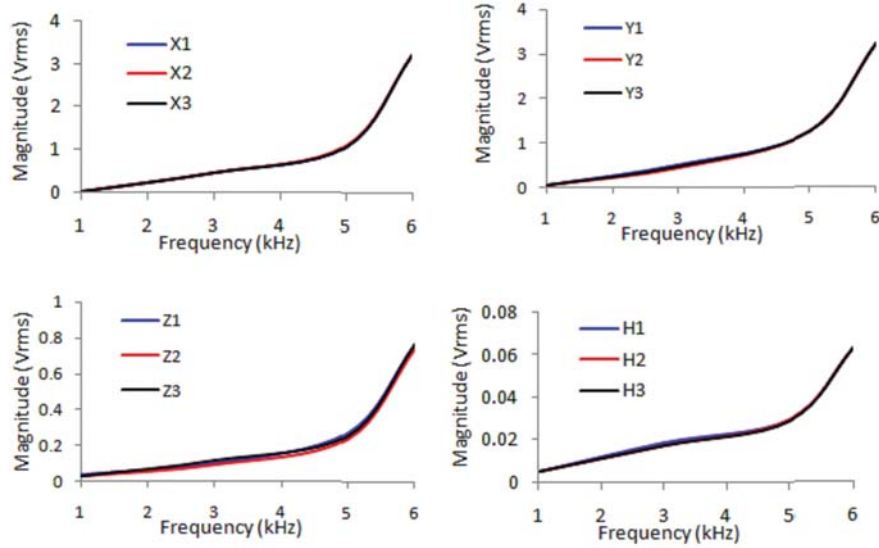 Magnitude (Vrms)
4
3
2
1
0
X1
X2
X3
1 2 3 4 5 6
Frequency (kHz)
Magnitude (Vrms)
4
3
2
1
0
Y1
Y2
Y3
1 2 3 4 5 6
Frequency (kHz)
Magnitude (Vrms)
1
0.8
0.6
0.4
0.2
0
Z1
Z2
Z3
1 2 3 4 5 6
Frequency (kHz)
Magnitude (Vrms)
0.08
0.06
0.04
0.02
0
H1
H2
H3
1 2 3 4 5 6
Frequency (kHz)